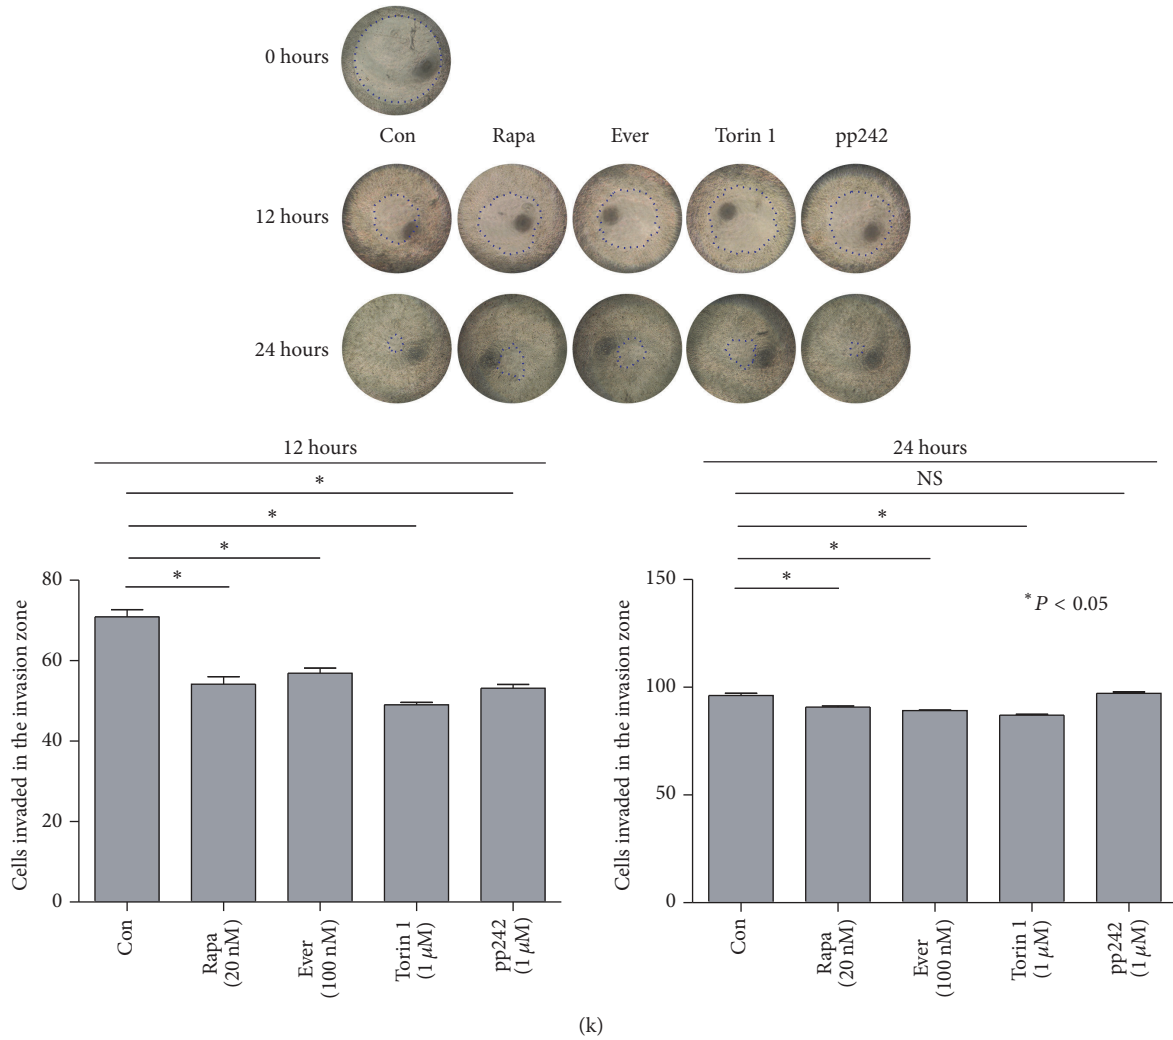 0 hours
Con Rapa Ever Torin 1 pp242
12 hours
24 hours
12 hours
*
*
*
*
80
60
40
20
0
Cells invaded in the invasion zone
Con
Rapa
(20 nM)
Ever
(100 nM)
Torin 1
(1 μM)
pp242
(1 μM)
24 hours
NS
*
*
*
* P < 0.05
150
100
50
0
Cells invaded in the invasion zone
Con
Rapa
(20 nM)
Ever
(100 nM)
Torin 1
(1 μM)
pp242
(1 μM)
(k)